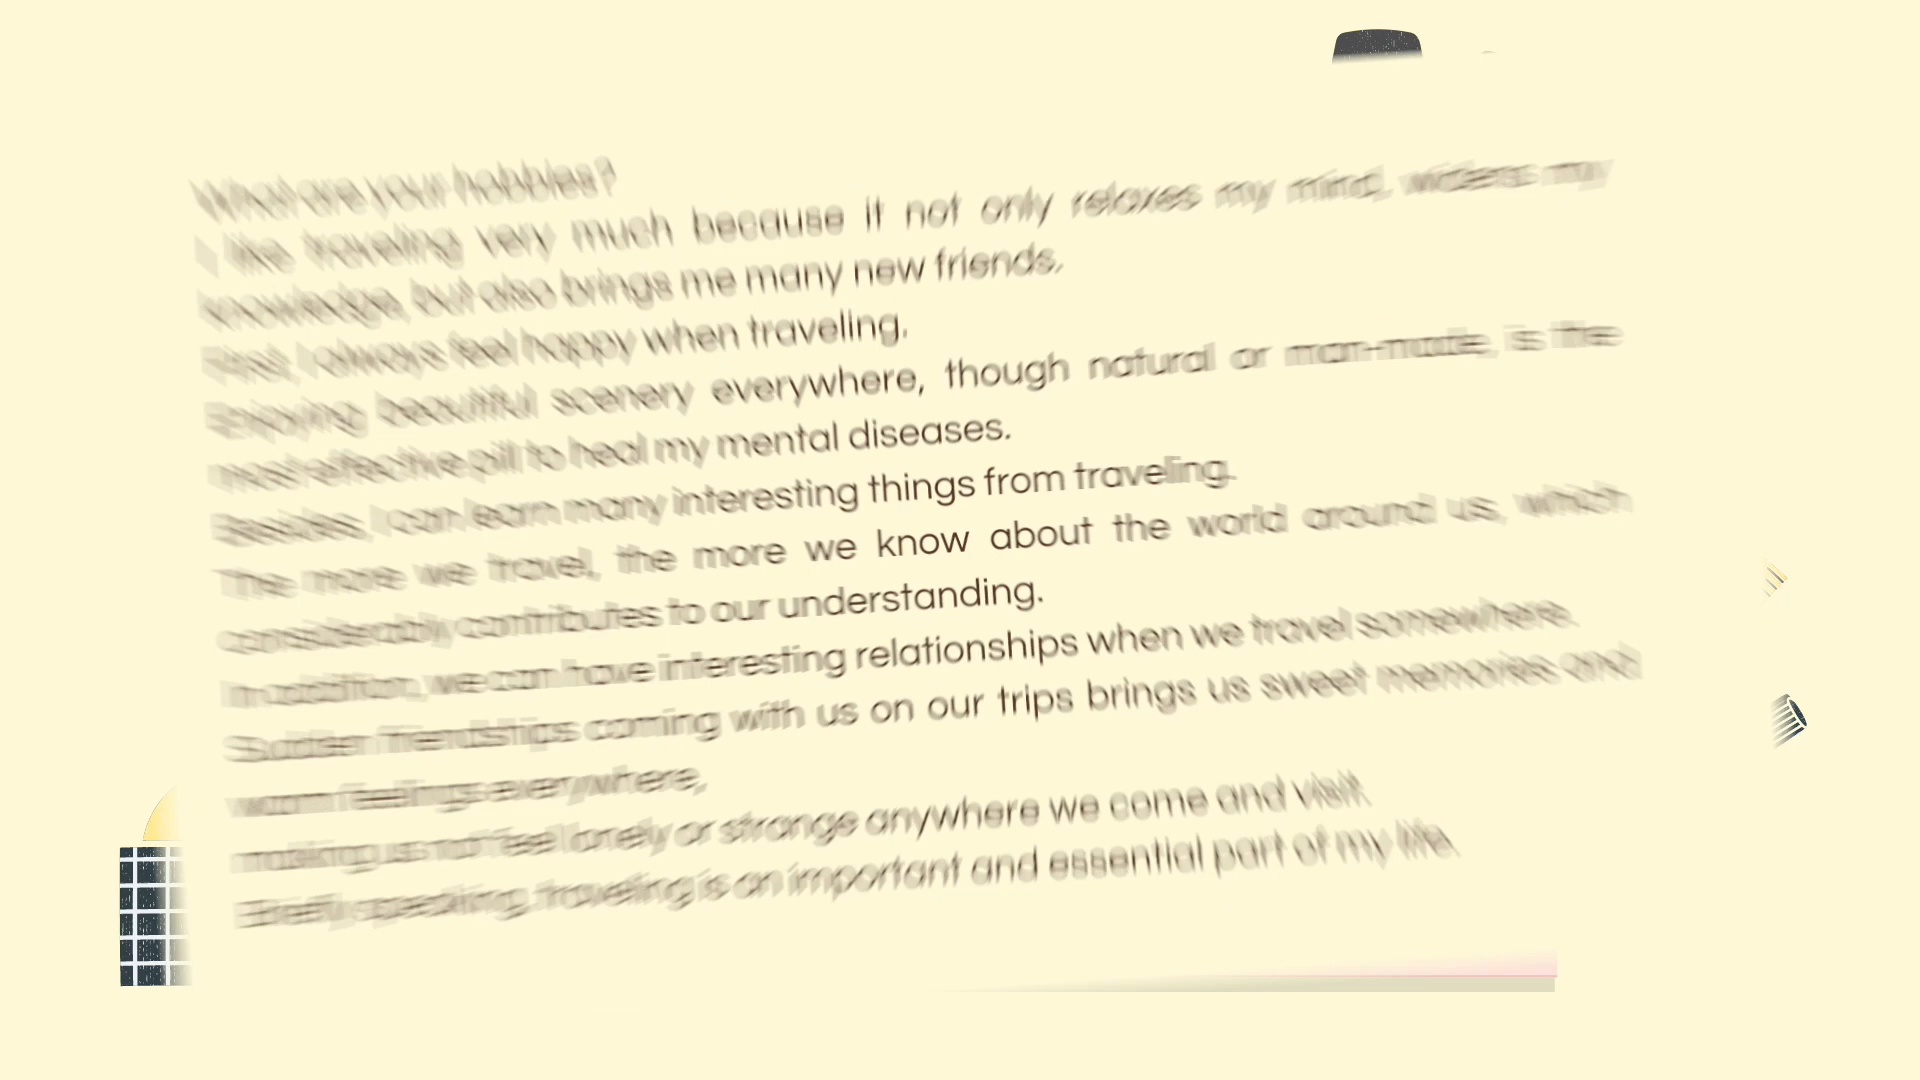 What are your hobbies?
I like traveling very much because it not only relaxes my mind, widens my
knowledge, but also brings me many new friends.
First, I always feel happy when traveling.
Enjoying beautiful scenery everywhere, though natural or man-made, is the
most effective pill to heal my mental diseases.
Besides, I can learn many interesting things from traveling.
The more we travel, the more we know about the world around us, which
considerably contributes to our understanding.
In addition, we can have interesting relationships when we travel somewhere.
Sudden friendships coming with us on our trips brings us sweet memories and
warm feelings everywhere,
making us not feel lonely or strange anywhere we come and visit.
Briefly speaking, traveling is an important and essential part of my life.